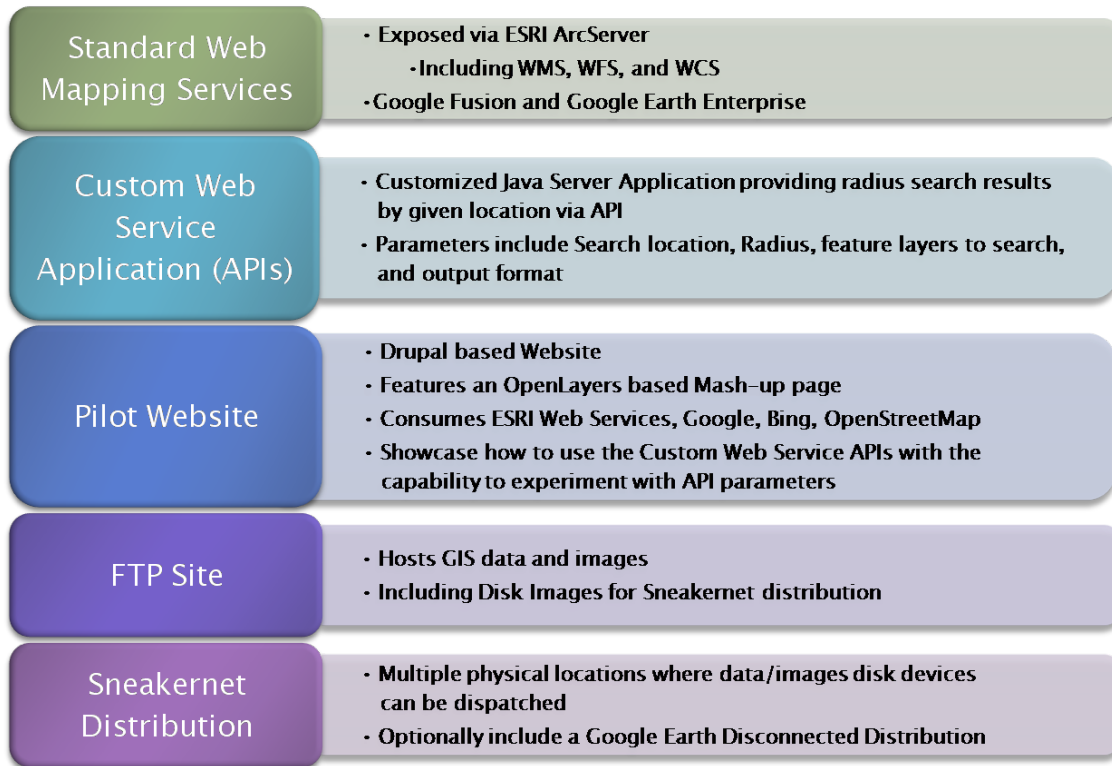 Standard Web
Mapping Services
• Exposed via ESRI ArcServer
•Including WMS, WFS, and WCS
•Google Fusion and Google Earth Enterprise
Custom Web
Service
Application (APIs)
• Customized Java Server Application providing radius search results
by given location via API
• Parameters include Search location, Radius, feature layers to search,
and output format
Pilot Website
• Drupal based Website
• Features an OpenLayers based Mash-up page
• Consumes ESRI Web Services, Google, Bing, OpenStreetMap
• Showcase how to use the Custom Web Service APIs with the
capability to experiment with API parameters
FTP Site
• Hosts GIS data and images
• Including Disk Images for Sneakernet distribution
Sneakernet
Distribution
• Multiple physical locations where data/images disk devices
can be dispatched
• Optionally include a Google Earth Disconnected Distribution